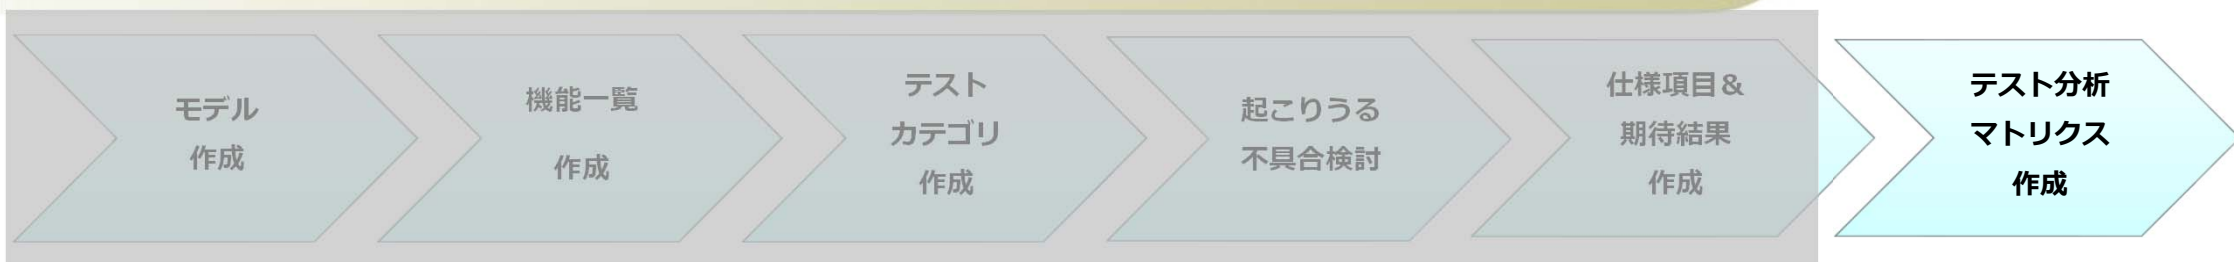 モデル
作成
機能一覧
作成
テスト
カテゴリ
作成
起こりうる
不具合検討
仕様項目&
期待結果
作成
テスト分析
マトリクス
作成